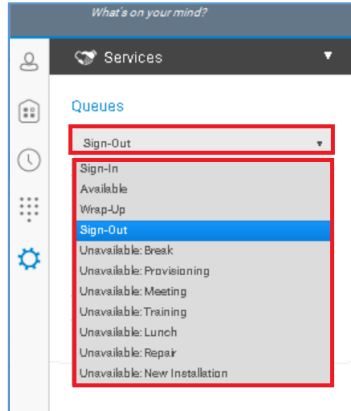 What's on your mind?
Services
Queues
Sign-Out
Sign-In
Available
Wrap-Up
Sign-Out
Unavailable: Break
Unavailable: Provisioning
Unavailable: Meeting
Unavailable: Training
Unavailable: Lunch
Unavailable: Repair
Unavailable: New Installation